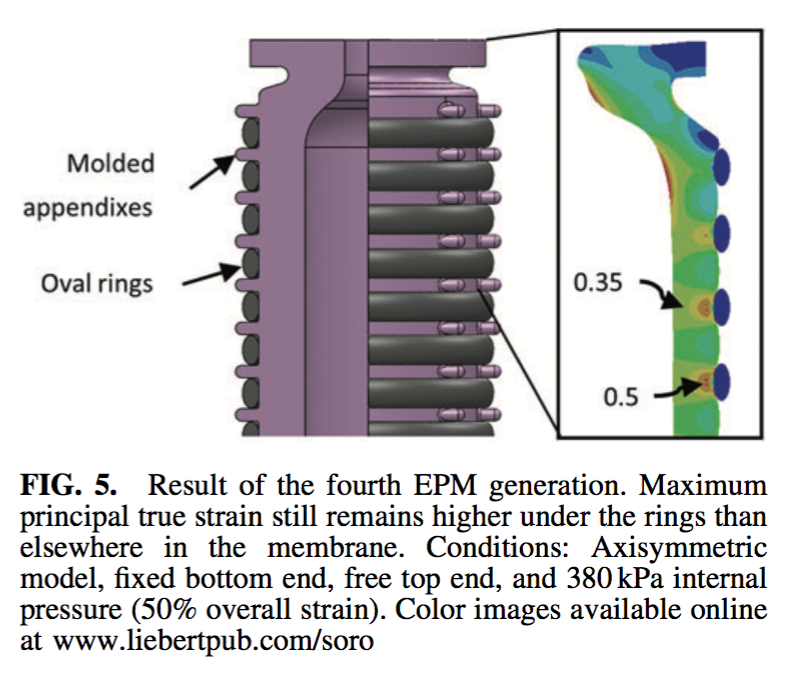 Molded
appendixes
Oval rings
0.35
0.5
FIG. 5. Result of the fourth EPM generation. Maximum
principal true strain still remains higher under the rings than
elsewhere in the membrane. Conditions: Axisymmetric
model, fixed bottom end, free top end, and 380 kPa internal
pressure (50% overall strain). Color images available online
at www.liebertpub.com/soro